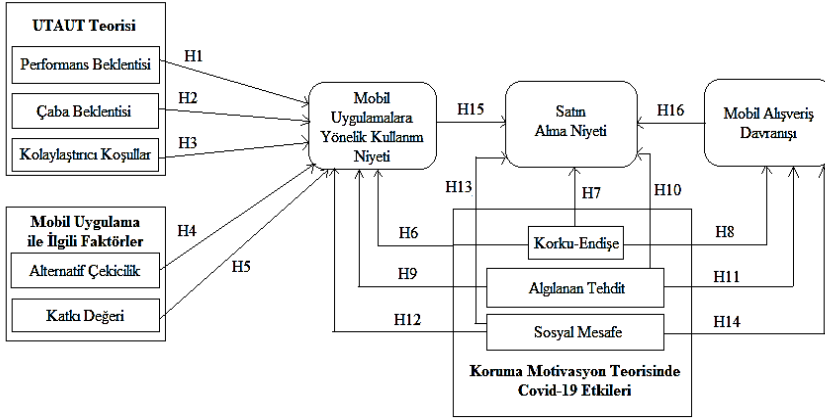 UTAUT Teorisi
Performans Beklentisi
Çaba Beklentisi
Kolaylaştırıcı Koşullar
H1
H2
H3
Mobil Uygulama
ile İlgili Faktörler
Alternatif Çekicilik
Katkı Değeri
H4
H5
Mobil
Uygulamalara
Yönelik Kullanım
Niyeti
H15
Satın
Alma Niyeti
H16
Mobil Alışveriş
Davranışı
H13
H7
H10
H6
Korku-Endişe
H8
H9
Algılanan Tehdit
H11
H12
Sosyal Mesafe
H14
Koruma Motivasyon Teorisinde
Covid-19 Etkileri